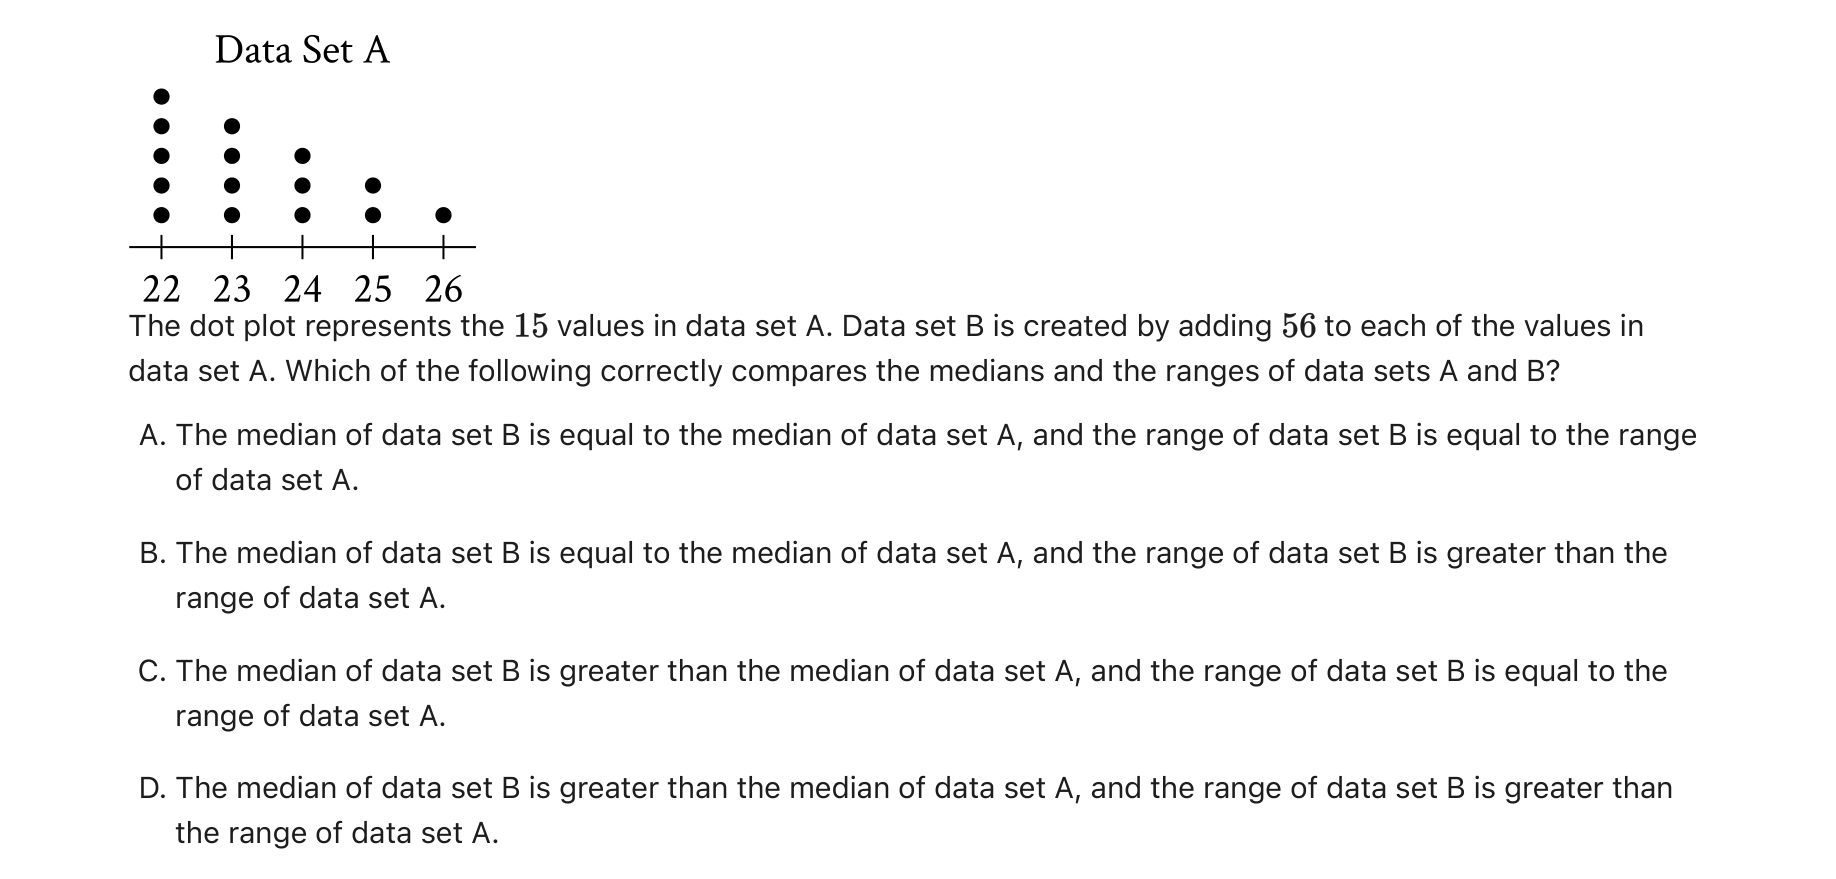 Data Set A
22 23 24 25 26
The dot plot represents the 15 values in data set A. Data set B is created by adding 56 to each of the values in
data set A. Which of the following correctly compares the medians and the ranges of data sets A and B?
A. The median of data set B is equal to the median of data set A, and the range of data set B is equal to the range
of data set A.
B. The median of data set B is equal to the median of data set A, and the range of data set B is greater than the
range of data set A.
C. The median of data set B is greater than the median of data set A, and the range of data set B is equal to the
range of data set A.
D. The median of data set B is greater than the median of data set A, and the range of data set B is greater than
the range of data set A.